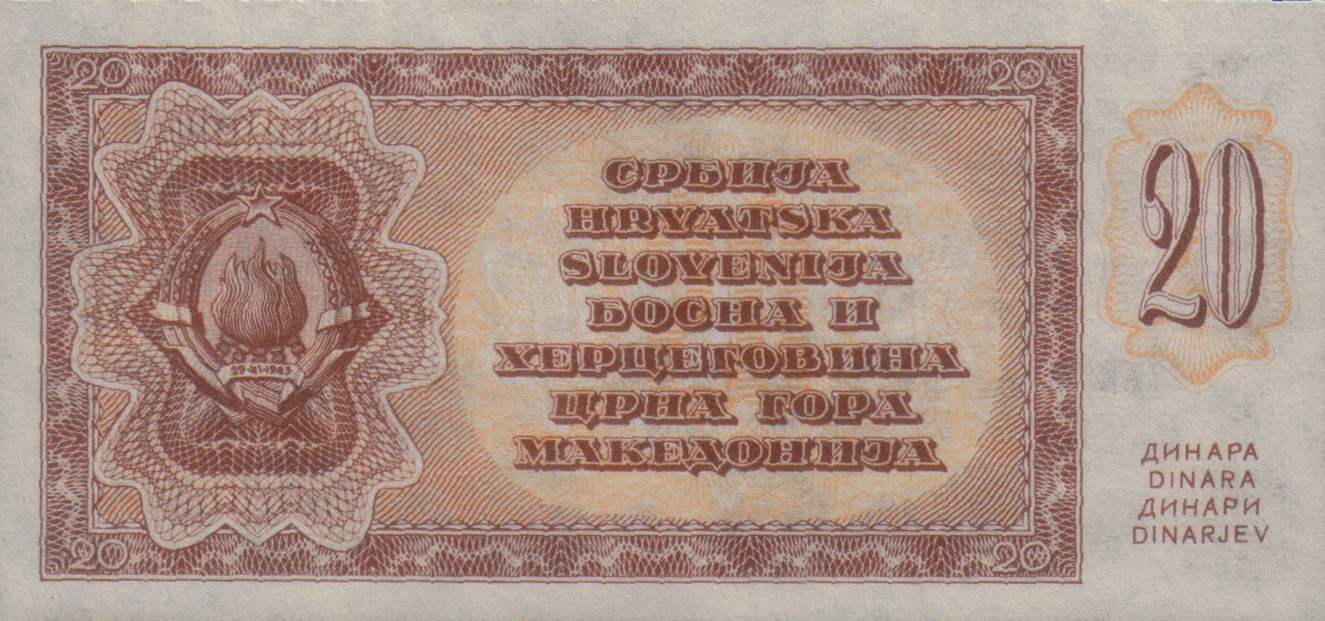 20 20
СРБИЈА
HRVATSKA
SLOVENIJA
БОСНА И
ХЕРЦЕГОВИНА
ЦРНА ГОРА
МАКЕДОНИЈА
29·XI·1943
20 20
20
ДИНАРА
DINARA
ДИНАРИ
DINARJEV